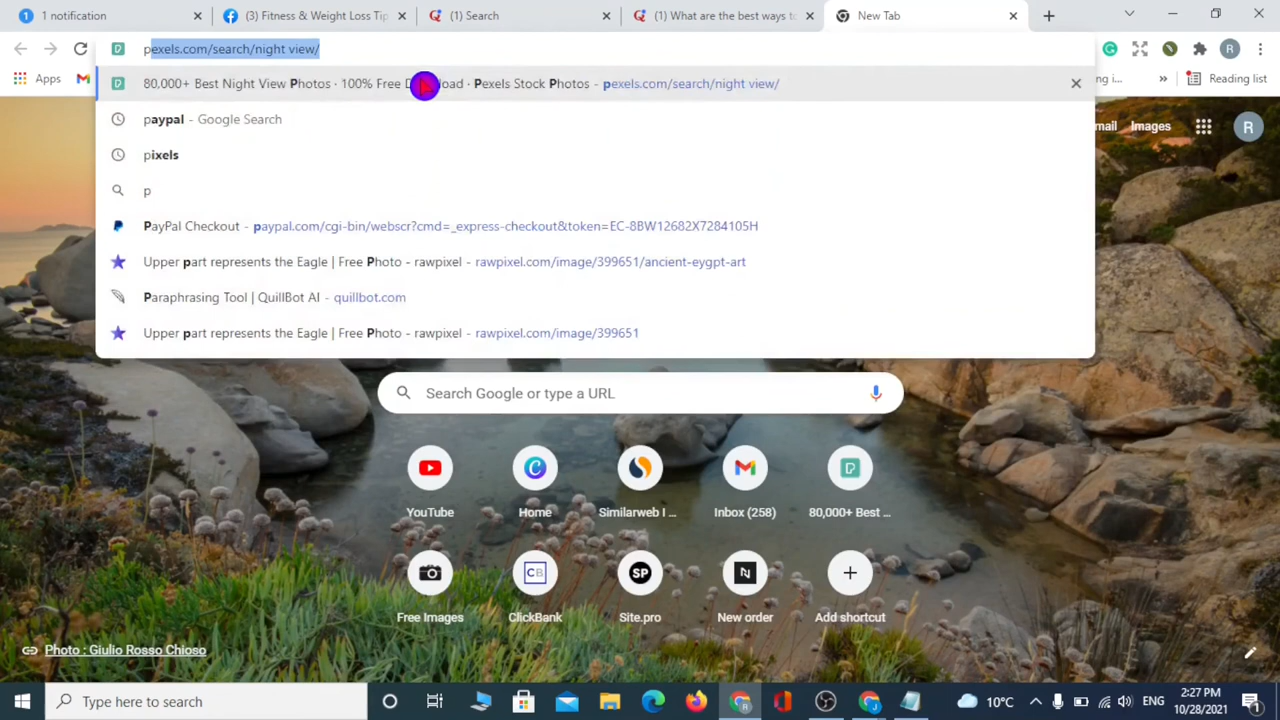 1 notification
(3) Fitness & Weight Loss Tip
(1) Search
(1) What are the best ways to
New Tab
pexels.com/search/night view/
Apps
Reading list
80,000+ Best Night View Photos · 100% Free Download · Pexels Stock Photos - pexels.com/search/night view/
paypal - Google Search
pixels
p
PayPal Checkout - paypal.com/cgi-bin/webscr?cmd=_express-checkout&token=EC-8BW12682X7284105H
Upper part represents the Eagle | Free Photo - rawpixel - rawpixel.com/image/399651/ancient-eygpt-art
Paraphrasing Tool | QuillBot AI - quillbot.com
Upper part represents the Eagle | Free Photo - rawpixel - rawpixel.com/image/399651
mail Images R
Search Google or type a URL
YouTube Home Similarweb | ... Inbox (258) 80,000+ Best ...
Free Images ClickBank Site.pro New order Add shortcut
Photo : Giulio Rosso Chioso
Type here to search
10°C ENG
2:27 PM
10/28/2021